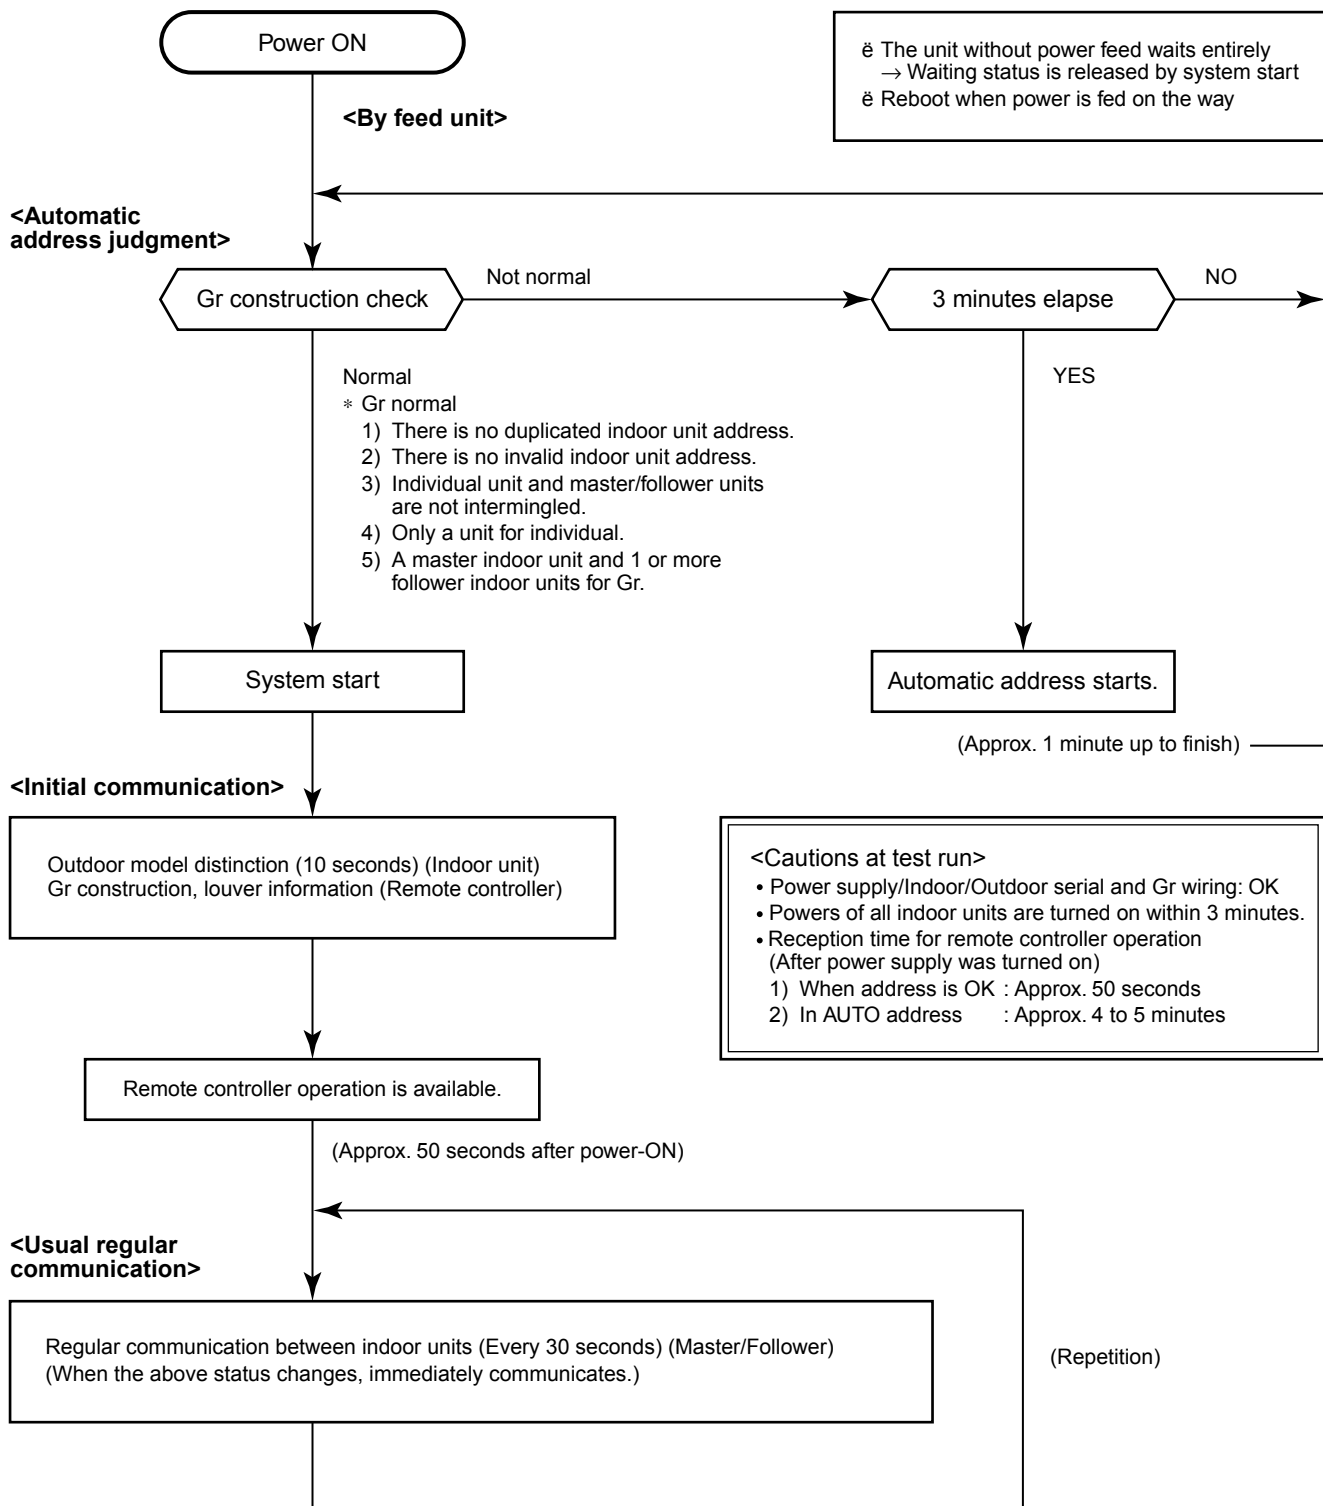 Power ON
ë The unit without power feed waits entirely
→ Waiting status is released by system start
ë Reboot when power is fed on the way
<By feed unit>
<Automatic
address judgment>
Gr construction check
Not normal
3 minutes elapse
NO
Normal
* Gr normal
1) There is no duplicated indoor unit address.
2) There is no invalid indoor unit address.
3) Individual unit and master/follower units
are not intermingled.
4) Only a unit for individual.
5) A master indoor unit and 1 or more
follower indoor units for Gr.
YES
System start
Automatic address starts.
(Approx. 1 minute up to finish)
<Initial communication>
Outdoor model distinction (10 seconds) (Indoor unit)
Gr construction, louver information (Remote controller)
<Cautions at test run>
• Power supply/Indoor/Outdoor serial and Gr wiring: OK
• Powers of all indoor units are turned on within 3 minutes.
• Reception time for remote controller operation
(After power supply was turned on)
1) When address is OK : Approx. 50 seconds
2) In AUTO address : Approx. 4 to 5 minutes
Remote controller operation is available.
(Approx. 50 seconds after power-ON)
<Usual regular
communication>
Regular communication between indoor units (Every 30 seconds) (Master/Follower)
(When the above status changes, immediately communicates.)
(Repetition)